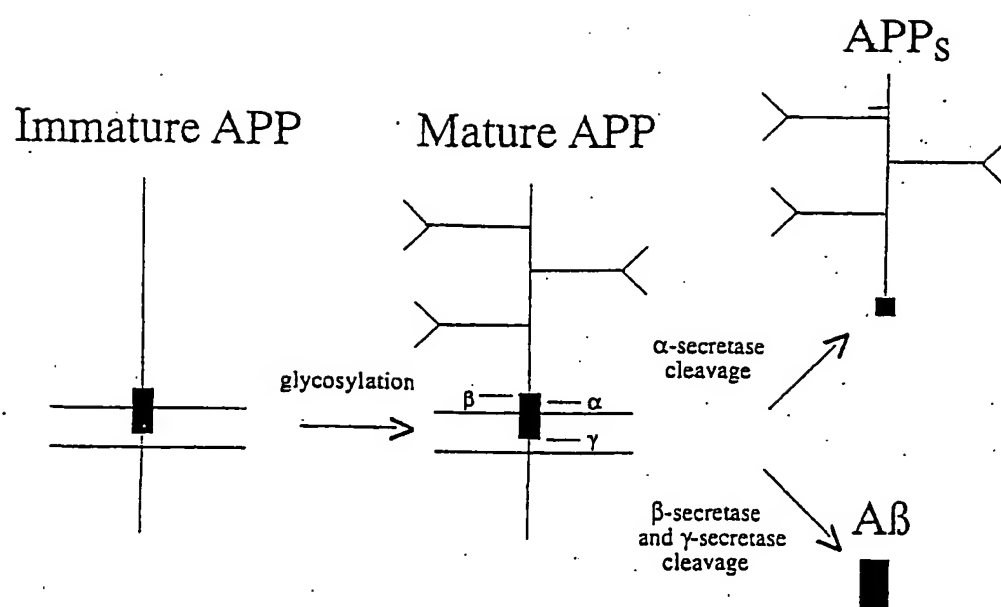 APPs
Immature APP
Mature APP
glycosylation
β
α
γ
α-secretase
cleavage
β-secretase
and γ-secretase
cleavage
Aß